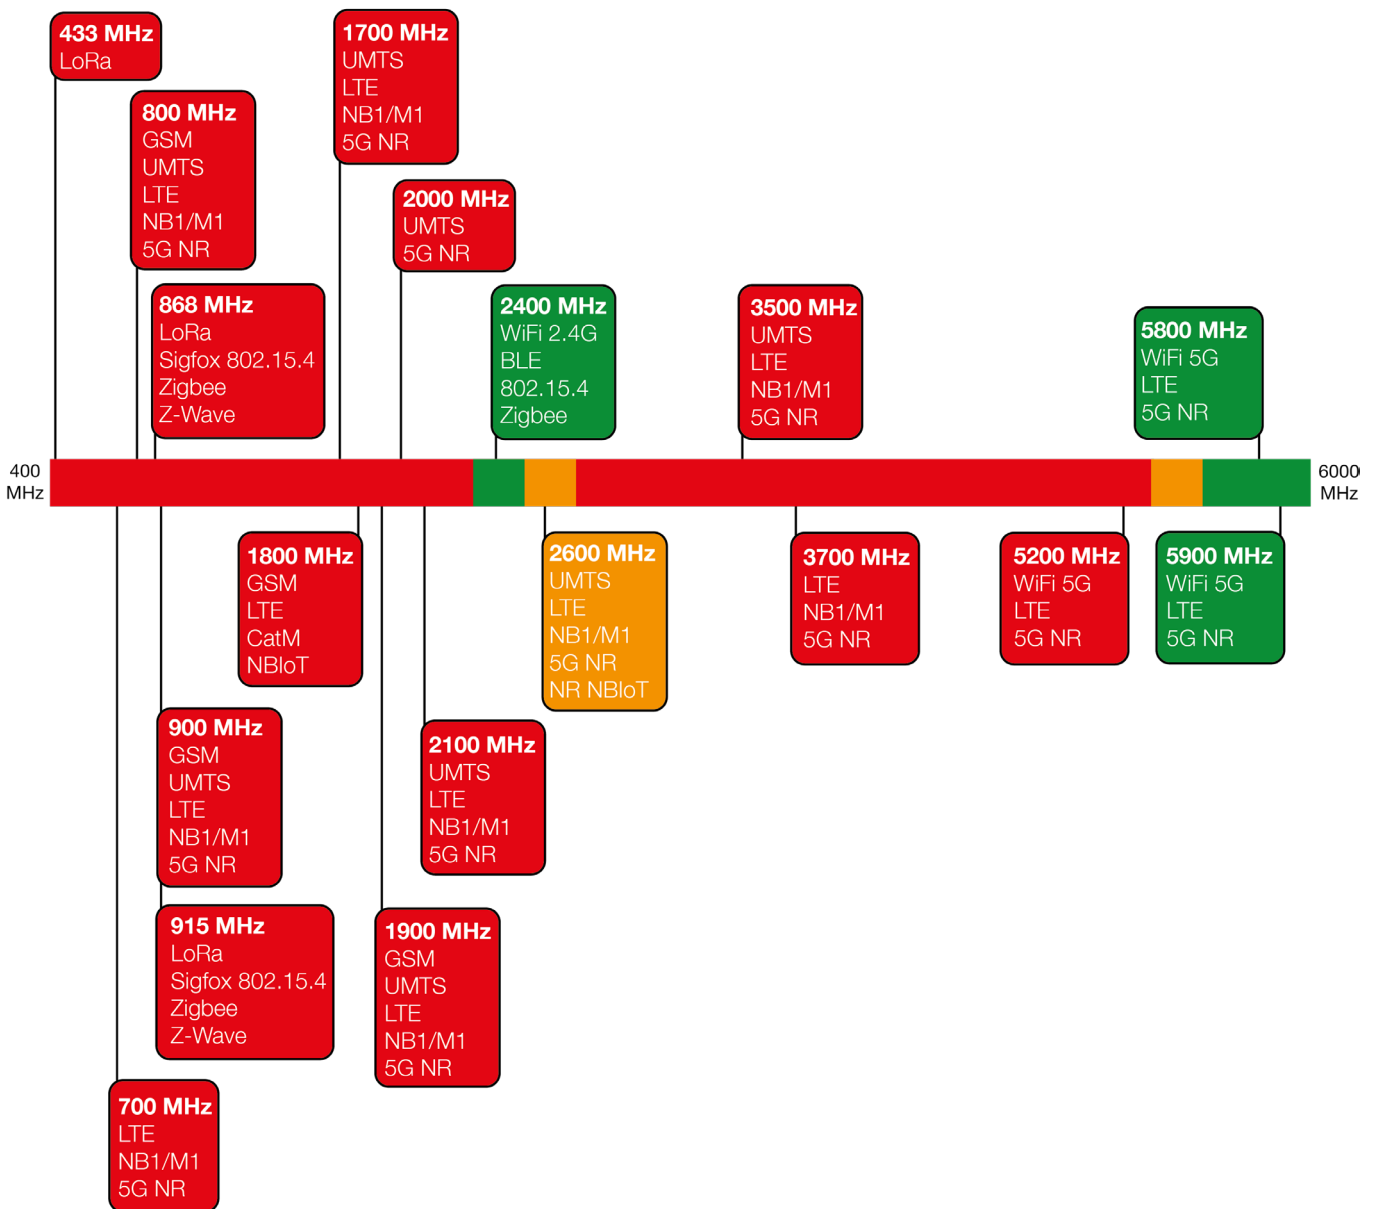 433 MHz
LoRa
1700 MHz
UMTS
LTE
NB1/M1
5G NR
800 MHz
GSM
UMTS
LTE
NB1/M1
5G NR
2000 MHz
UMTS
5G NR
868 MHz
LoRa
Sigfox 802.15.4
Zigbee
Z-Wave
2400 MHz
WiFi 2.4G
BLE
802.15.4
Zigbee
3500 MHz
UMTS
LTE
NB1/M1
5G NR
5800 MHz
WiFi 5G
LTE
5G NR
400
MHz
6000
MHz
1800 MHz
GSM
LTE
CatM
NBIoT
2600 MHz
UMTS
LTE
NB1/M1
5G NR
NR NBIoT
3700 MHz
LTE
NB1/M1
5G NR
5200 MHz
WiFi 5G
LTE
5G NR
5900 MHz
WiFi 5G
LTE
5G NR
900 MHz
GSM
UMTS
LTE
NB1/M1
5G NR
2100 MHz
UMTS
LTE
NB1/M1
5G NR
915 MHz
LoRa
Sigfox 802.15.4
Zigbee
Z-Wave
1900 MHz
GSM
UMTS
LTE
NB1/M1
5G NR
700 MHz
LTE
NB1/M1
5G NR